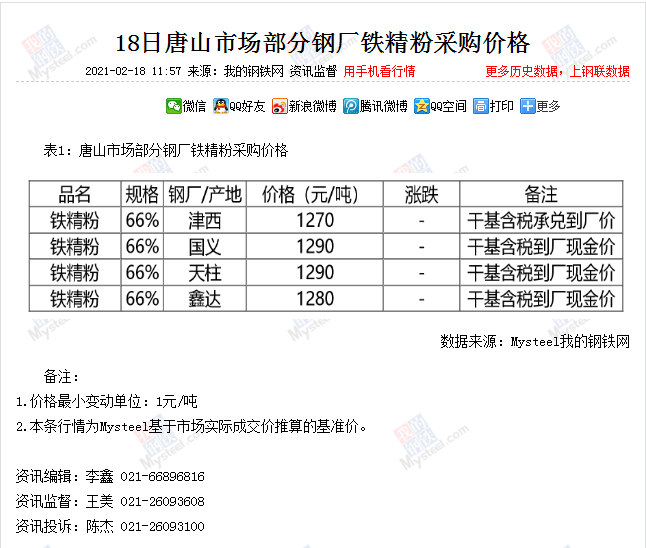 18日唐山市场部分钢厂铁精粉采购价格
2021-02-18 11:57 来源：我的钢铁网 资讯监督 用手机看行情 更多历史数据，上钢联数据
微信 QQ好友 新浪微博 腾讯微博 QQ空间 打印 更多
表1：唐山市场部分钢厂铁精粉采购价格
品名 规格 钢厂/产地 价格（元/吨） 涨跌 备注
铁精粉 66% 津西 1270 - 干基含税承兑到厂价
铁精粉 66% 国义 1290 - 干基含税到厂现金价
铁精粉 66% 天柱 1290 - 干基含税到厂现金价
铁精粉 66% 鑫达 1280 - 干基含税到厂现金价
数据来源：Mysteel我的钢铁网
备注：
1.价格最小变动单位：1元/吨
2.本条行情为Mysteel基于市场实际成交价推算的基准价。
资讯编辑：李鑫 021-66896816
资讯监督：王美 021-26093608
资讯投诉：陈杰 021-26093100